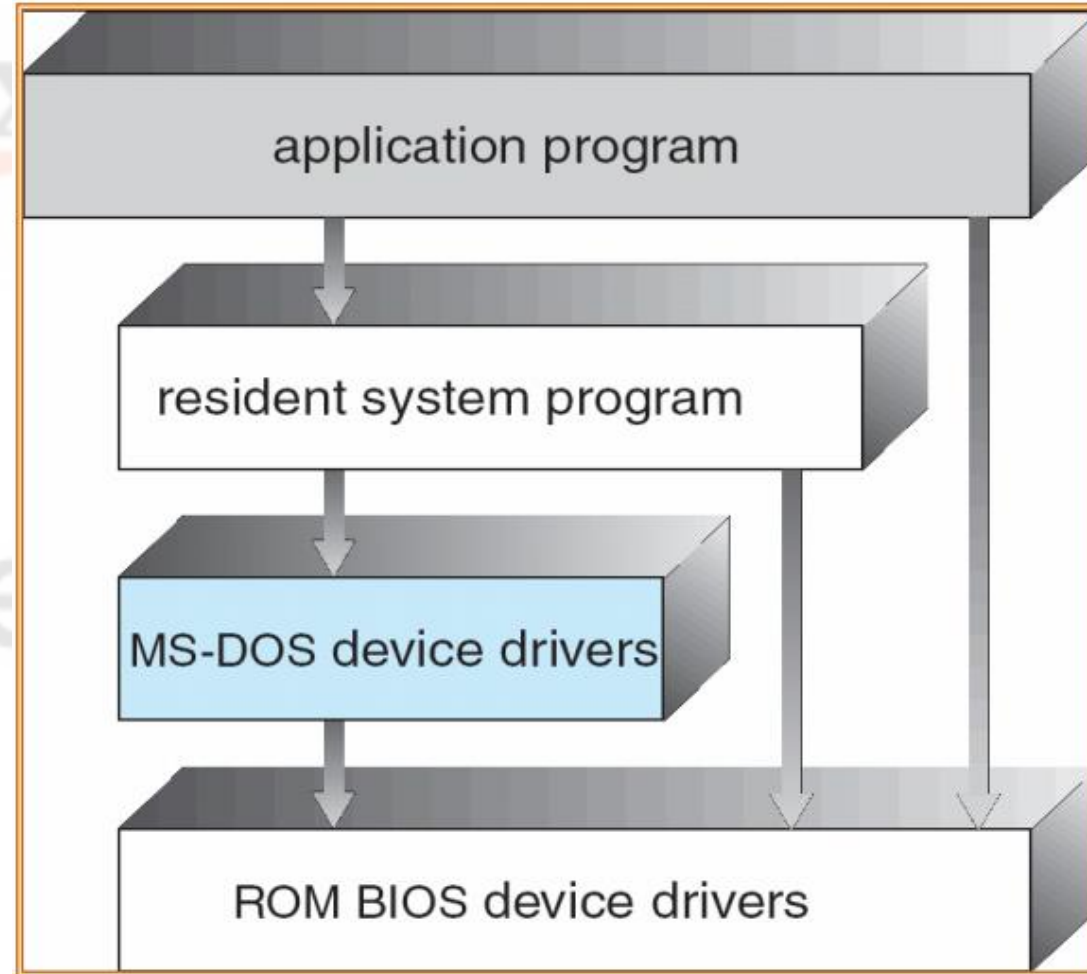 application program
resident system program
MS-DOS device drivers
ROM BIOS device drivers